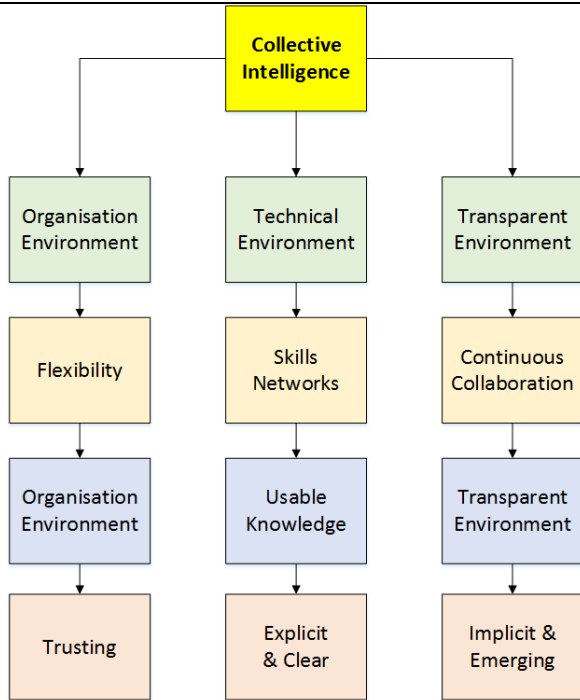 Collective
Intelligence
Organisation
Environment
Technical
Environment
Transparent
Environment
Flexibility
Skills
Networks
Continuous
Collaboration
Organisation
Environment
Usable
Knowledge
Transparent
Environment
Trusting
Explicit
& Clear
Implicit &
Emerging